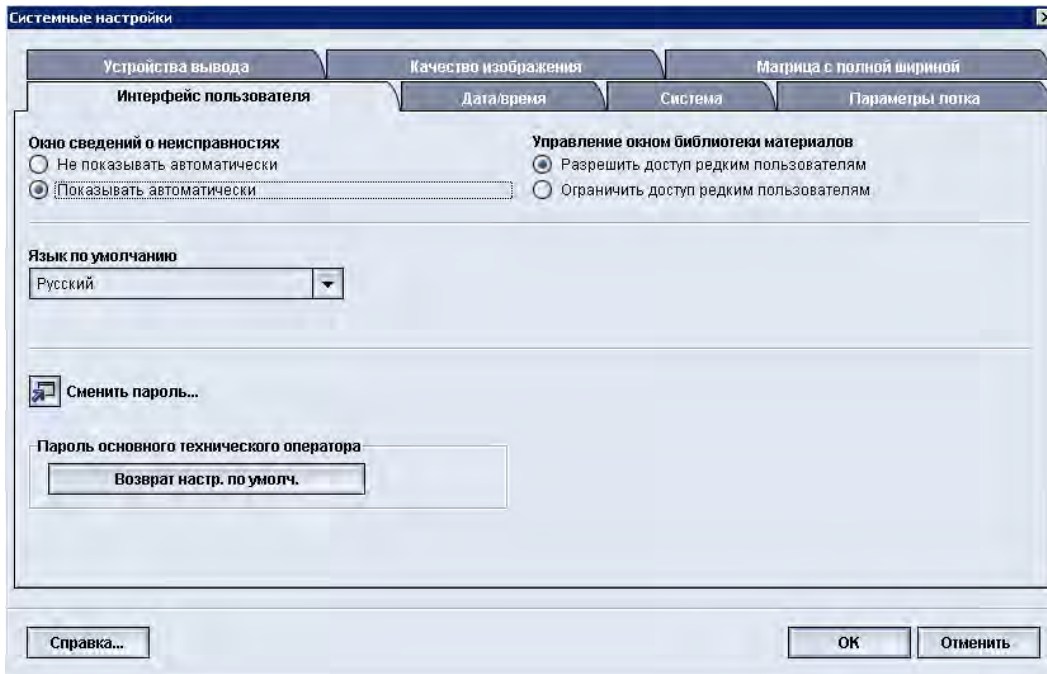 Системные настройки
Устройства вывода
Качество изображения
Матрица с полной шириной
Интерфейс пользователя
Дата/время
Система
Параметры лотка
Окно сведений о неисправностях
Не показывать автоматически
Показывать автоматически
Управление окном библиотеки материалов
Разрешить доступ редким пользователям
Ограничить доступ редким пользователям
Язык по умолчанию
Русский
Сменить пароль...
Пароль основного технического оператора
Возврат настр. по умолч.
Справка...
ОК
Отменить